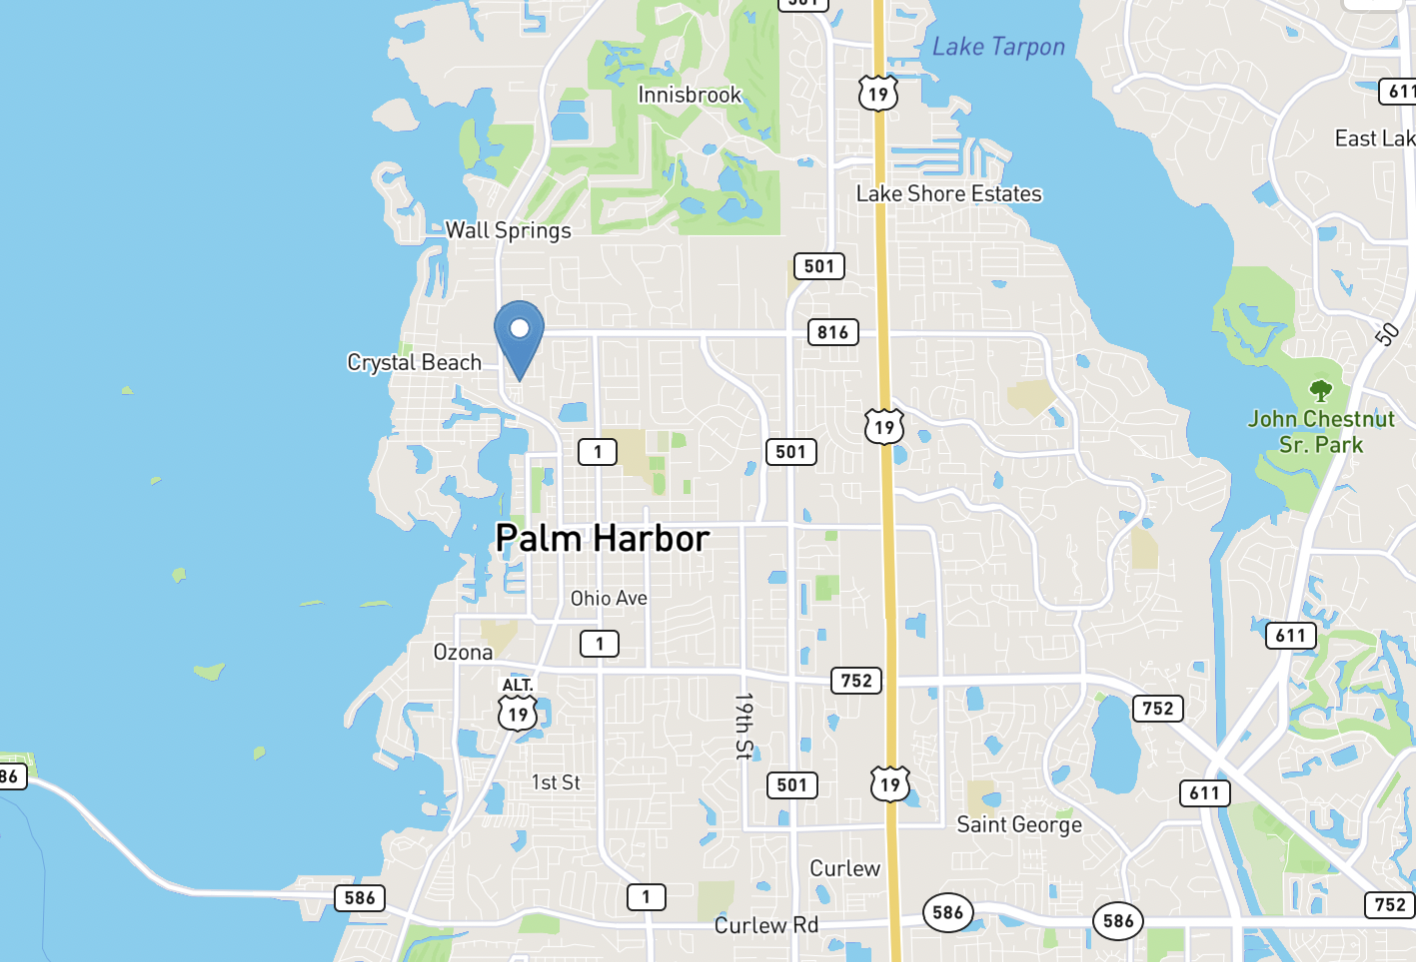 Lake Tarpon
19
611
Innisbrook
East Lak
Lake Shore Estates
Wall Springs
501
816
50
Crystal Beach
John Chestnut
Sr. Park
19
1
501
Palm Harbor
Ohio Ave
1
611
Ozona
752
ALT.
19
752
19th St
86
1st St
501
19
611
Saint George
Curlew
586
1
586
586
752
Curlew Rd